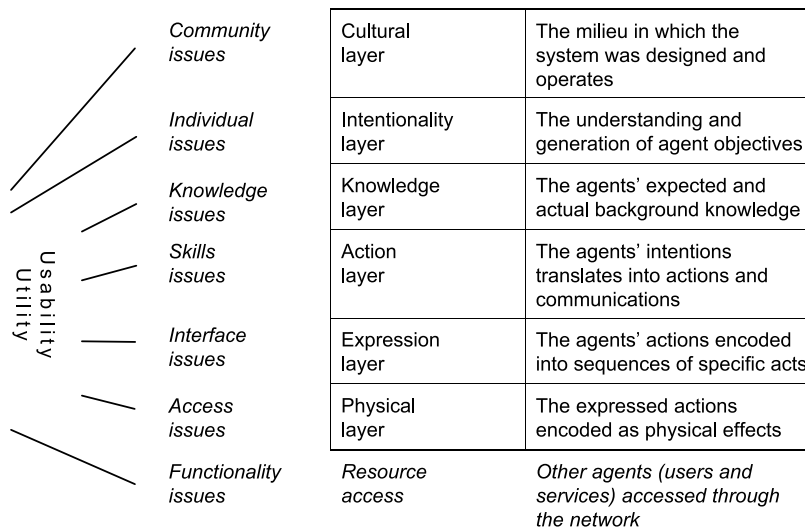 Community
issues
Cultural
layer
The milieu in which the
system was designed and
operates
Individual
issues
Intentionality
layer
The understanding and
generation of agent objectives
Knowledge
issues
Knowledge
layer
The agents’ expected and
actual background knowledge
Skills
issues
Action
layer
The agents’ intentions
translates into actions and
communications
Interface
issues
Expression
layer
The agents’ actions encoded
into sequences of specific acts
Access
issues
Physical
layer
The expressed actions
encoded as physical effects
Functionality
issues
Resource
access
Other agents (users and
services) accessed through
the network
Usability
Utility